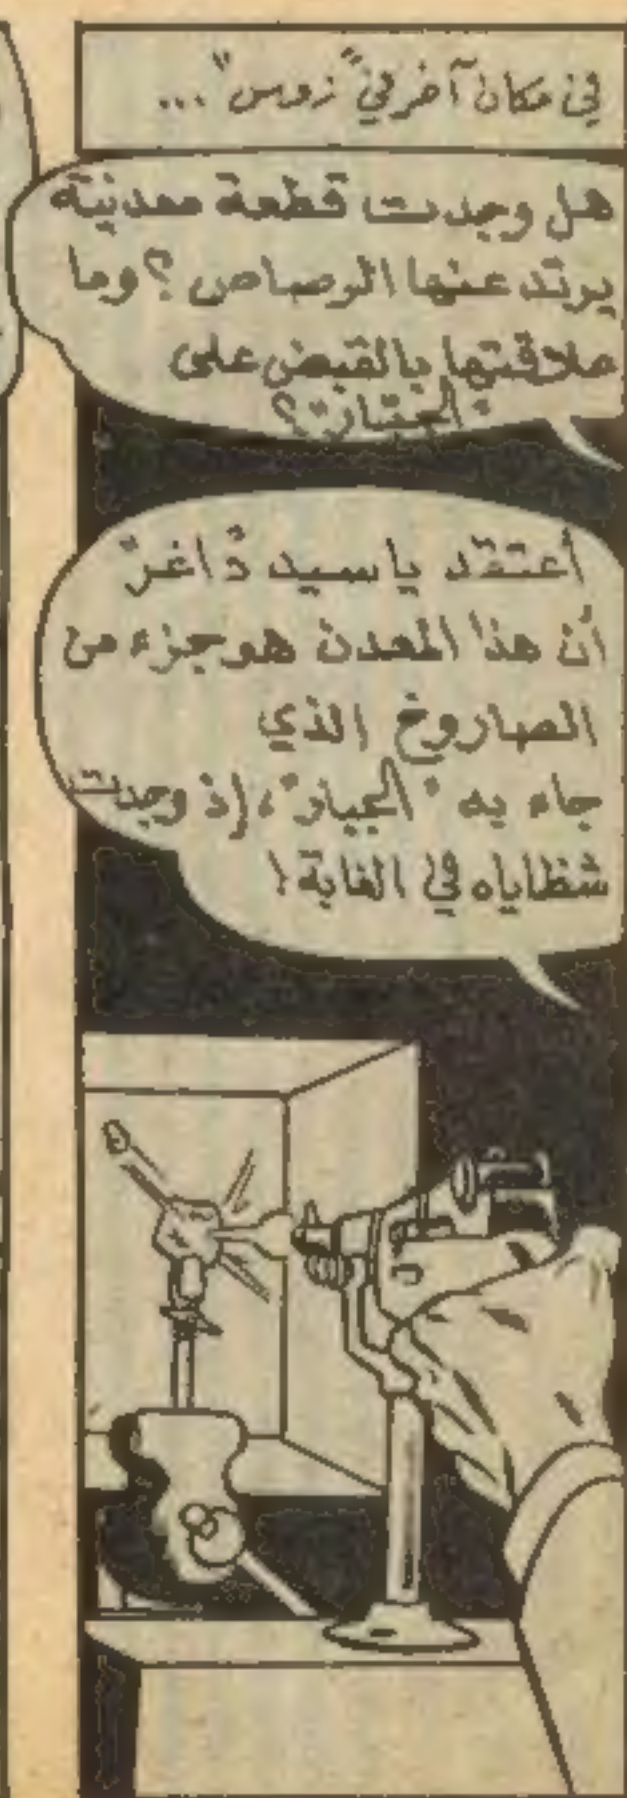 في مكان آخر في "زوس"...
هل وجدت قطعة معدنية
يرتد عنها الرصاص؟ وما
علاقتها بالقبض على
"الجبار"؟
أعتقد يا سيد داغر
أن هذا المعدن هو جزء من
الصاروخ الذي
جاء به "الجبار"، إذ وجدت
شظاياه في الغابة!